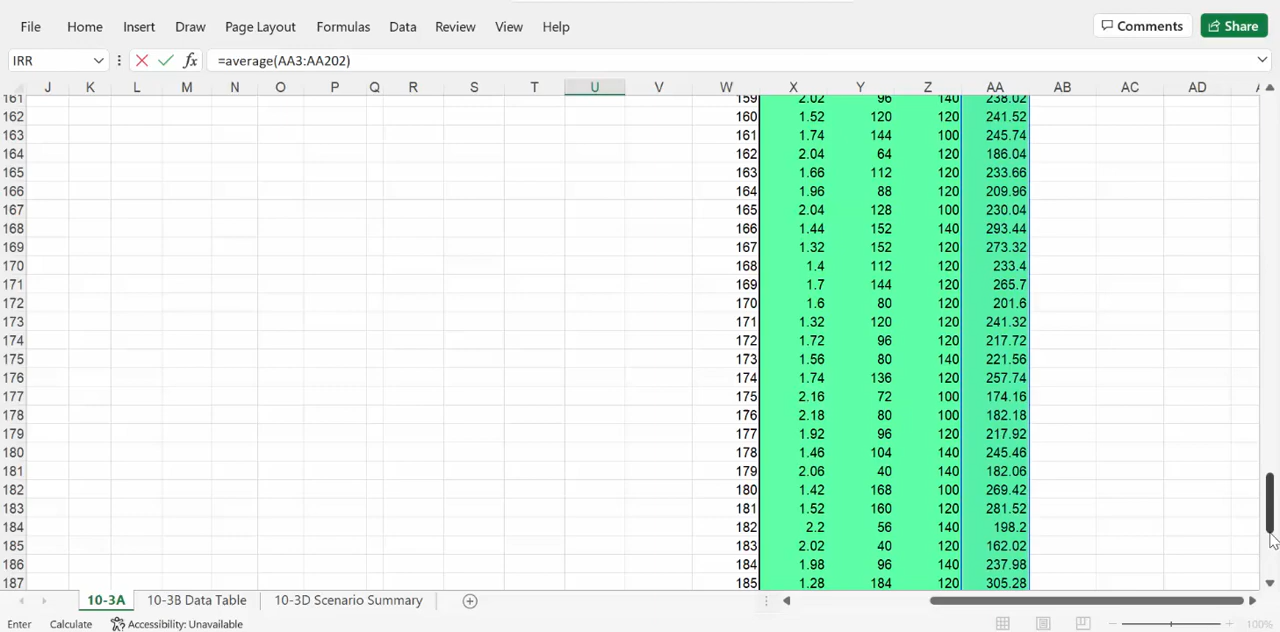 File Home Insert Draw Page Layout Formulas Data Review View Help Comments Share
IRR fx =average(AA3:AA202)
J K L M N O P Q R S T U V W X Y Z AA AB AC AD
161 159 2.02 96 140 238.02
162 160 1.52 120 120 241.52
163 161 1.74 144 100 245.74
164 162 2.04 64 120 186.04
165 163 1.66 112 120 233.66
166 164 1.96 88 120 209.96
167 165 2.04 128 100 230.04
168 166 1.44 152 140 293.44
169 167 1.32 152 120 273.32
170 168 1.4 112 120 233.4
171 169 1.7 144 120 265.7
172 170 1.6 80 120 201.6
173 171 1.32 120 120 241.32
174 172 1.72 96 120 217.72
175 173 1.56 80 140 221.56
176 174 1.74 136 120 257.74
177 175 2.16 72 100 174.16
178 176 2.18 80 100 182.18
179 177 1.92 96 120 217.92
180 178 1.46 104 140 245.46
181 179 2.06 40 140 182.06
182 180 1.42 168 100 269.42
183 181 1.52 160 120 281.52
184 182 2.2 56 140 198.2
185 183 2.02 40 120 162.02
186 184 1.98 96 140 237.98
187 185 1.28 184 120 305.28
10-3A 10-3B Data Table 10-3D Scenario Summary
Enter Calculate Accessibility: Unavailable 100%